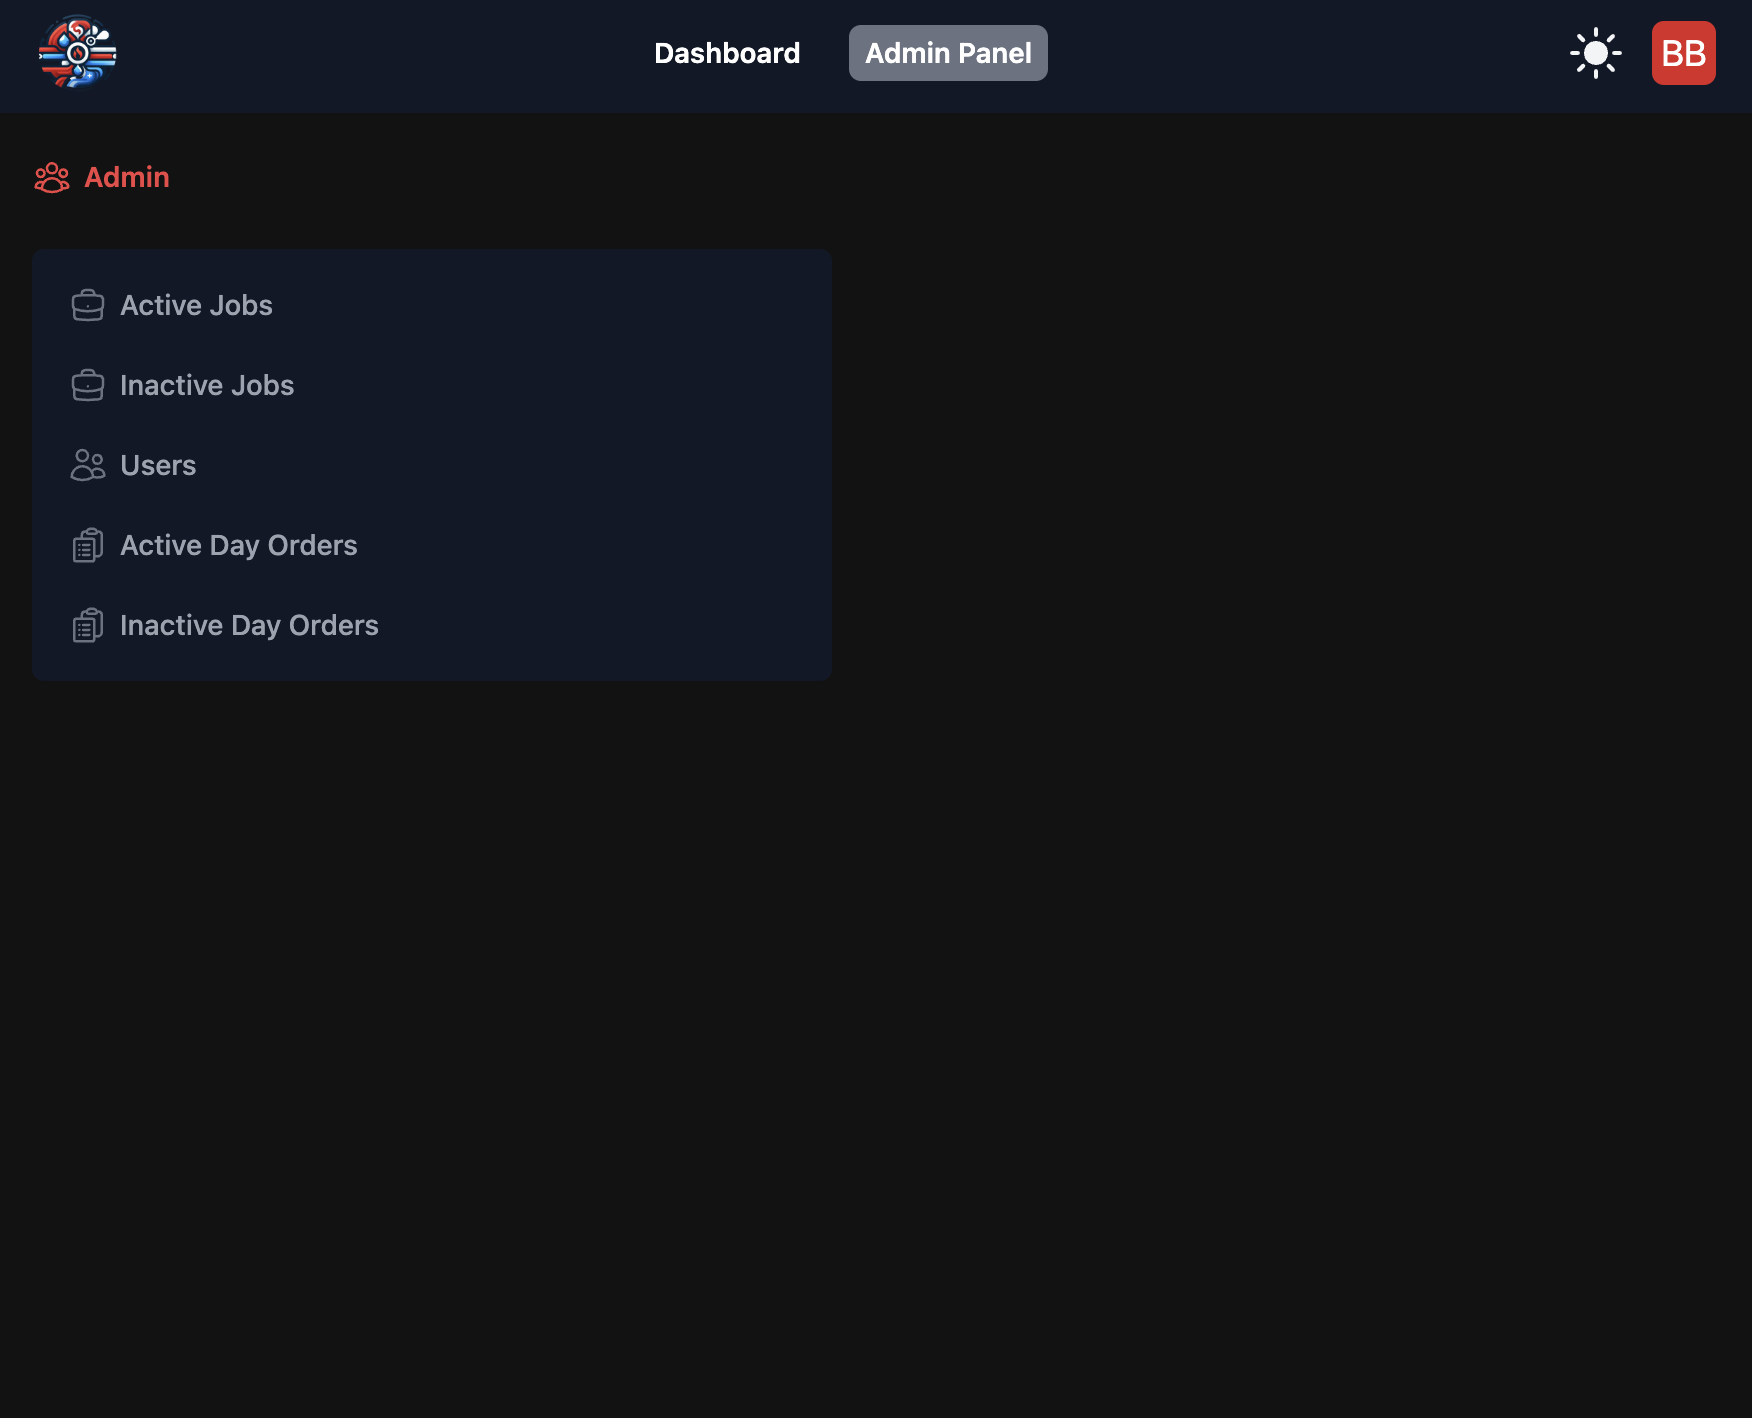 Dashboard
Admin Panel
BB
Admin
Active Jobs
Inactive Jobs
Users
Active Day Orders
Inactive Day Orders